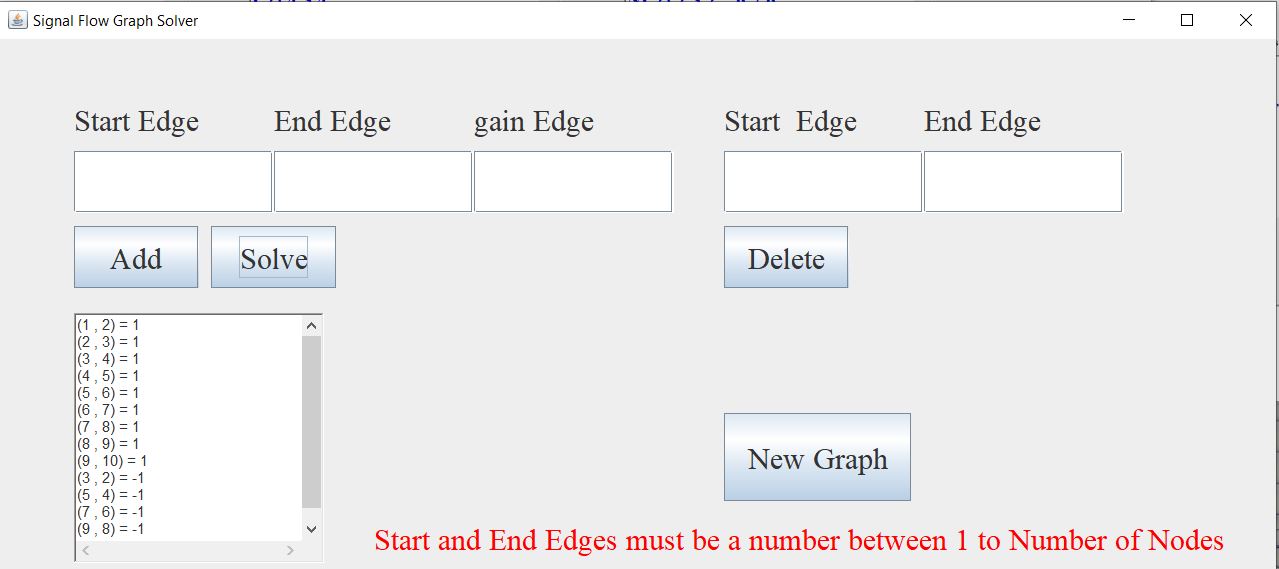 Signal Flow Graph Solver
Start Edge End Edge gain Edge Start  Edge End Edge
Add Solve Delete
(1 , 2) = 1
(2 , 3) = 1
(3 , 4) = 1
(4 , 5) = 1
(5 , 6) = 1
(6 , 7) = 1
(7 , 8) = 1
(8 , 9) = 1
(9 , 10) = 1
(3 , 2) = -1
(5 , 4) = -1
(7 , 6) = -1
(9 , 8) = -1
New Graph
Start and End Edges must be a number between 1 to Number of Nodes